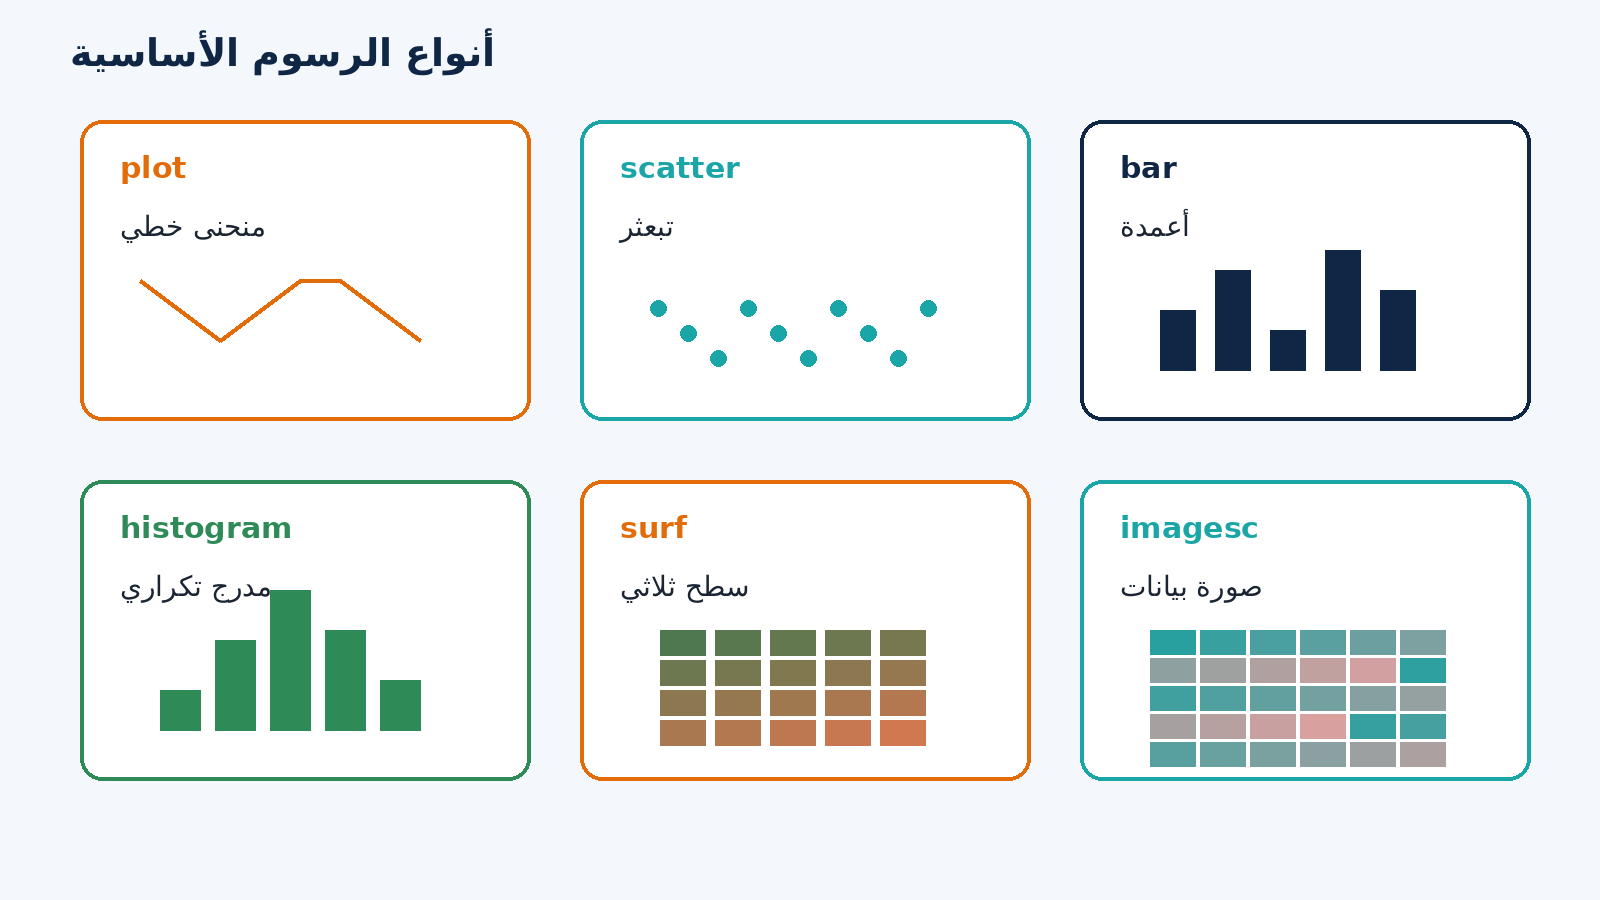 أنواع الرسوم الأساسية
plot
منحنى خطي
scatter
تبعثر
bar
أعمدة
histogram
مدرج تكراري
surf
سطح ثلاثي
imagesc
صورة بيانات